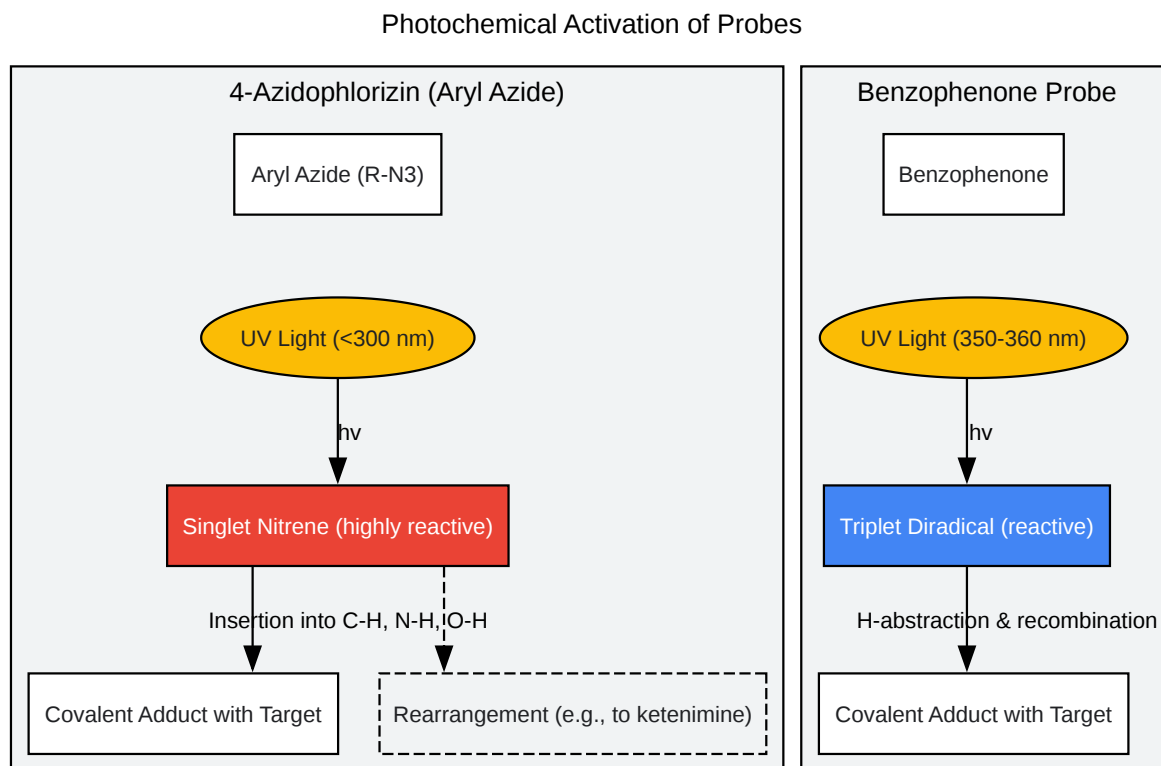 Photochemical Activation of Probes
4-Azidophlorizin (Aryl Azide)
Aryl Azide (R-N3)
UV Light (<300 nm)
hv
Singlet Nitrene (highly reactive)
Insertion into C-H, N-H, O-H
Covalent Adduct with Target
Rearrangement (e.g., to ketenimine)
Benzophenone Probe
Benzophenone
UV Light (350-360 nm)
hv
Triplet Diradical (reactive)
H-abstraction & recombination
Covalent Adduct with Target